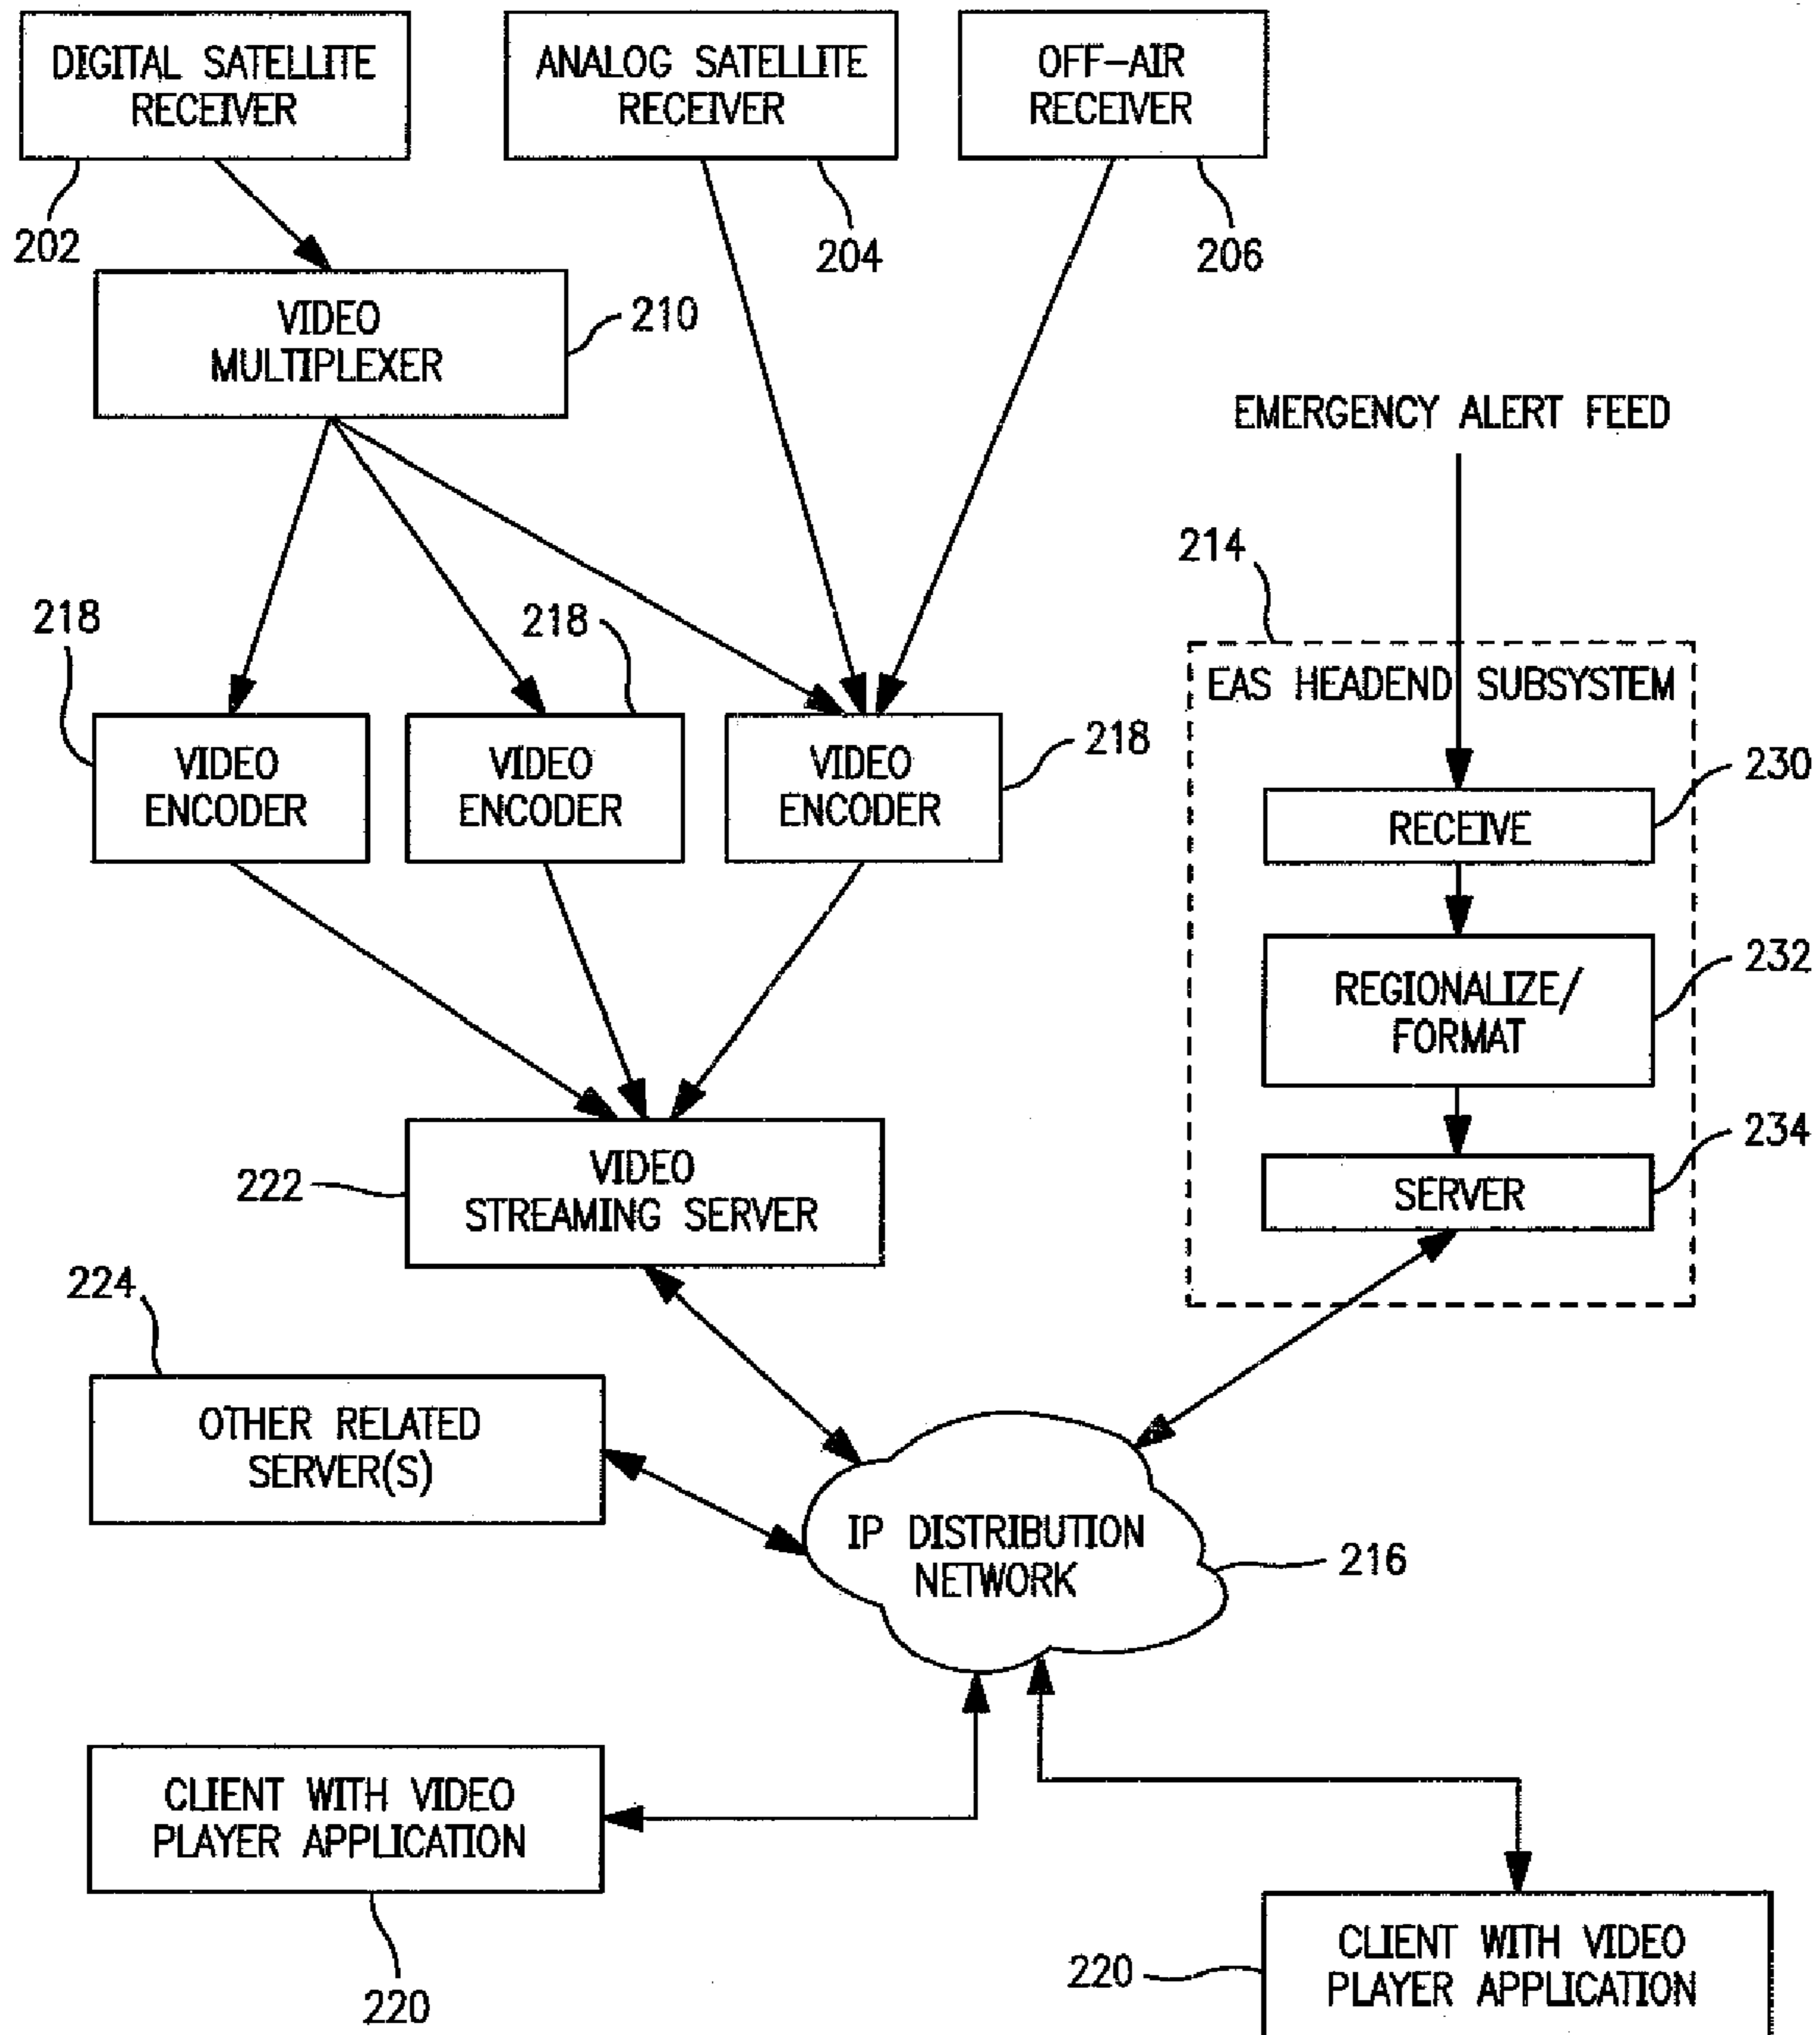 DIGITAL SATELLITE
RECEIVER
ANALOG SATELLITE
RECEIVER
OFF-AIR
RECEIVER
202
204
206
VIDEO
MULTIPLEXER
210
EMERGENCY ALERT FEED
214
218
218
EAS HEADEND SUBSYSTEM
VIDEO
ENCODER
VIDEO
ENCODER
VIDEO
ENCODER
218
RECEIVE
230
REGIONALIZE/
FORMAT
232
SERVER
234
VIDEO
STREAMING SERVER
222
224
OTHER RELATED
SERVER(S)
IP DISTRIBUTION
NETWORK
216
CLIENT WITH VIDEO
PLAYER APPLICATION
220
CLIENT WITH VIDEO
PLAYER APPLICATION
220